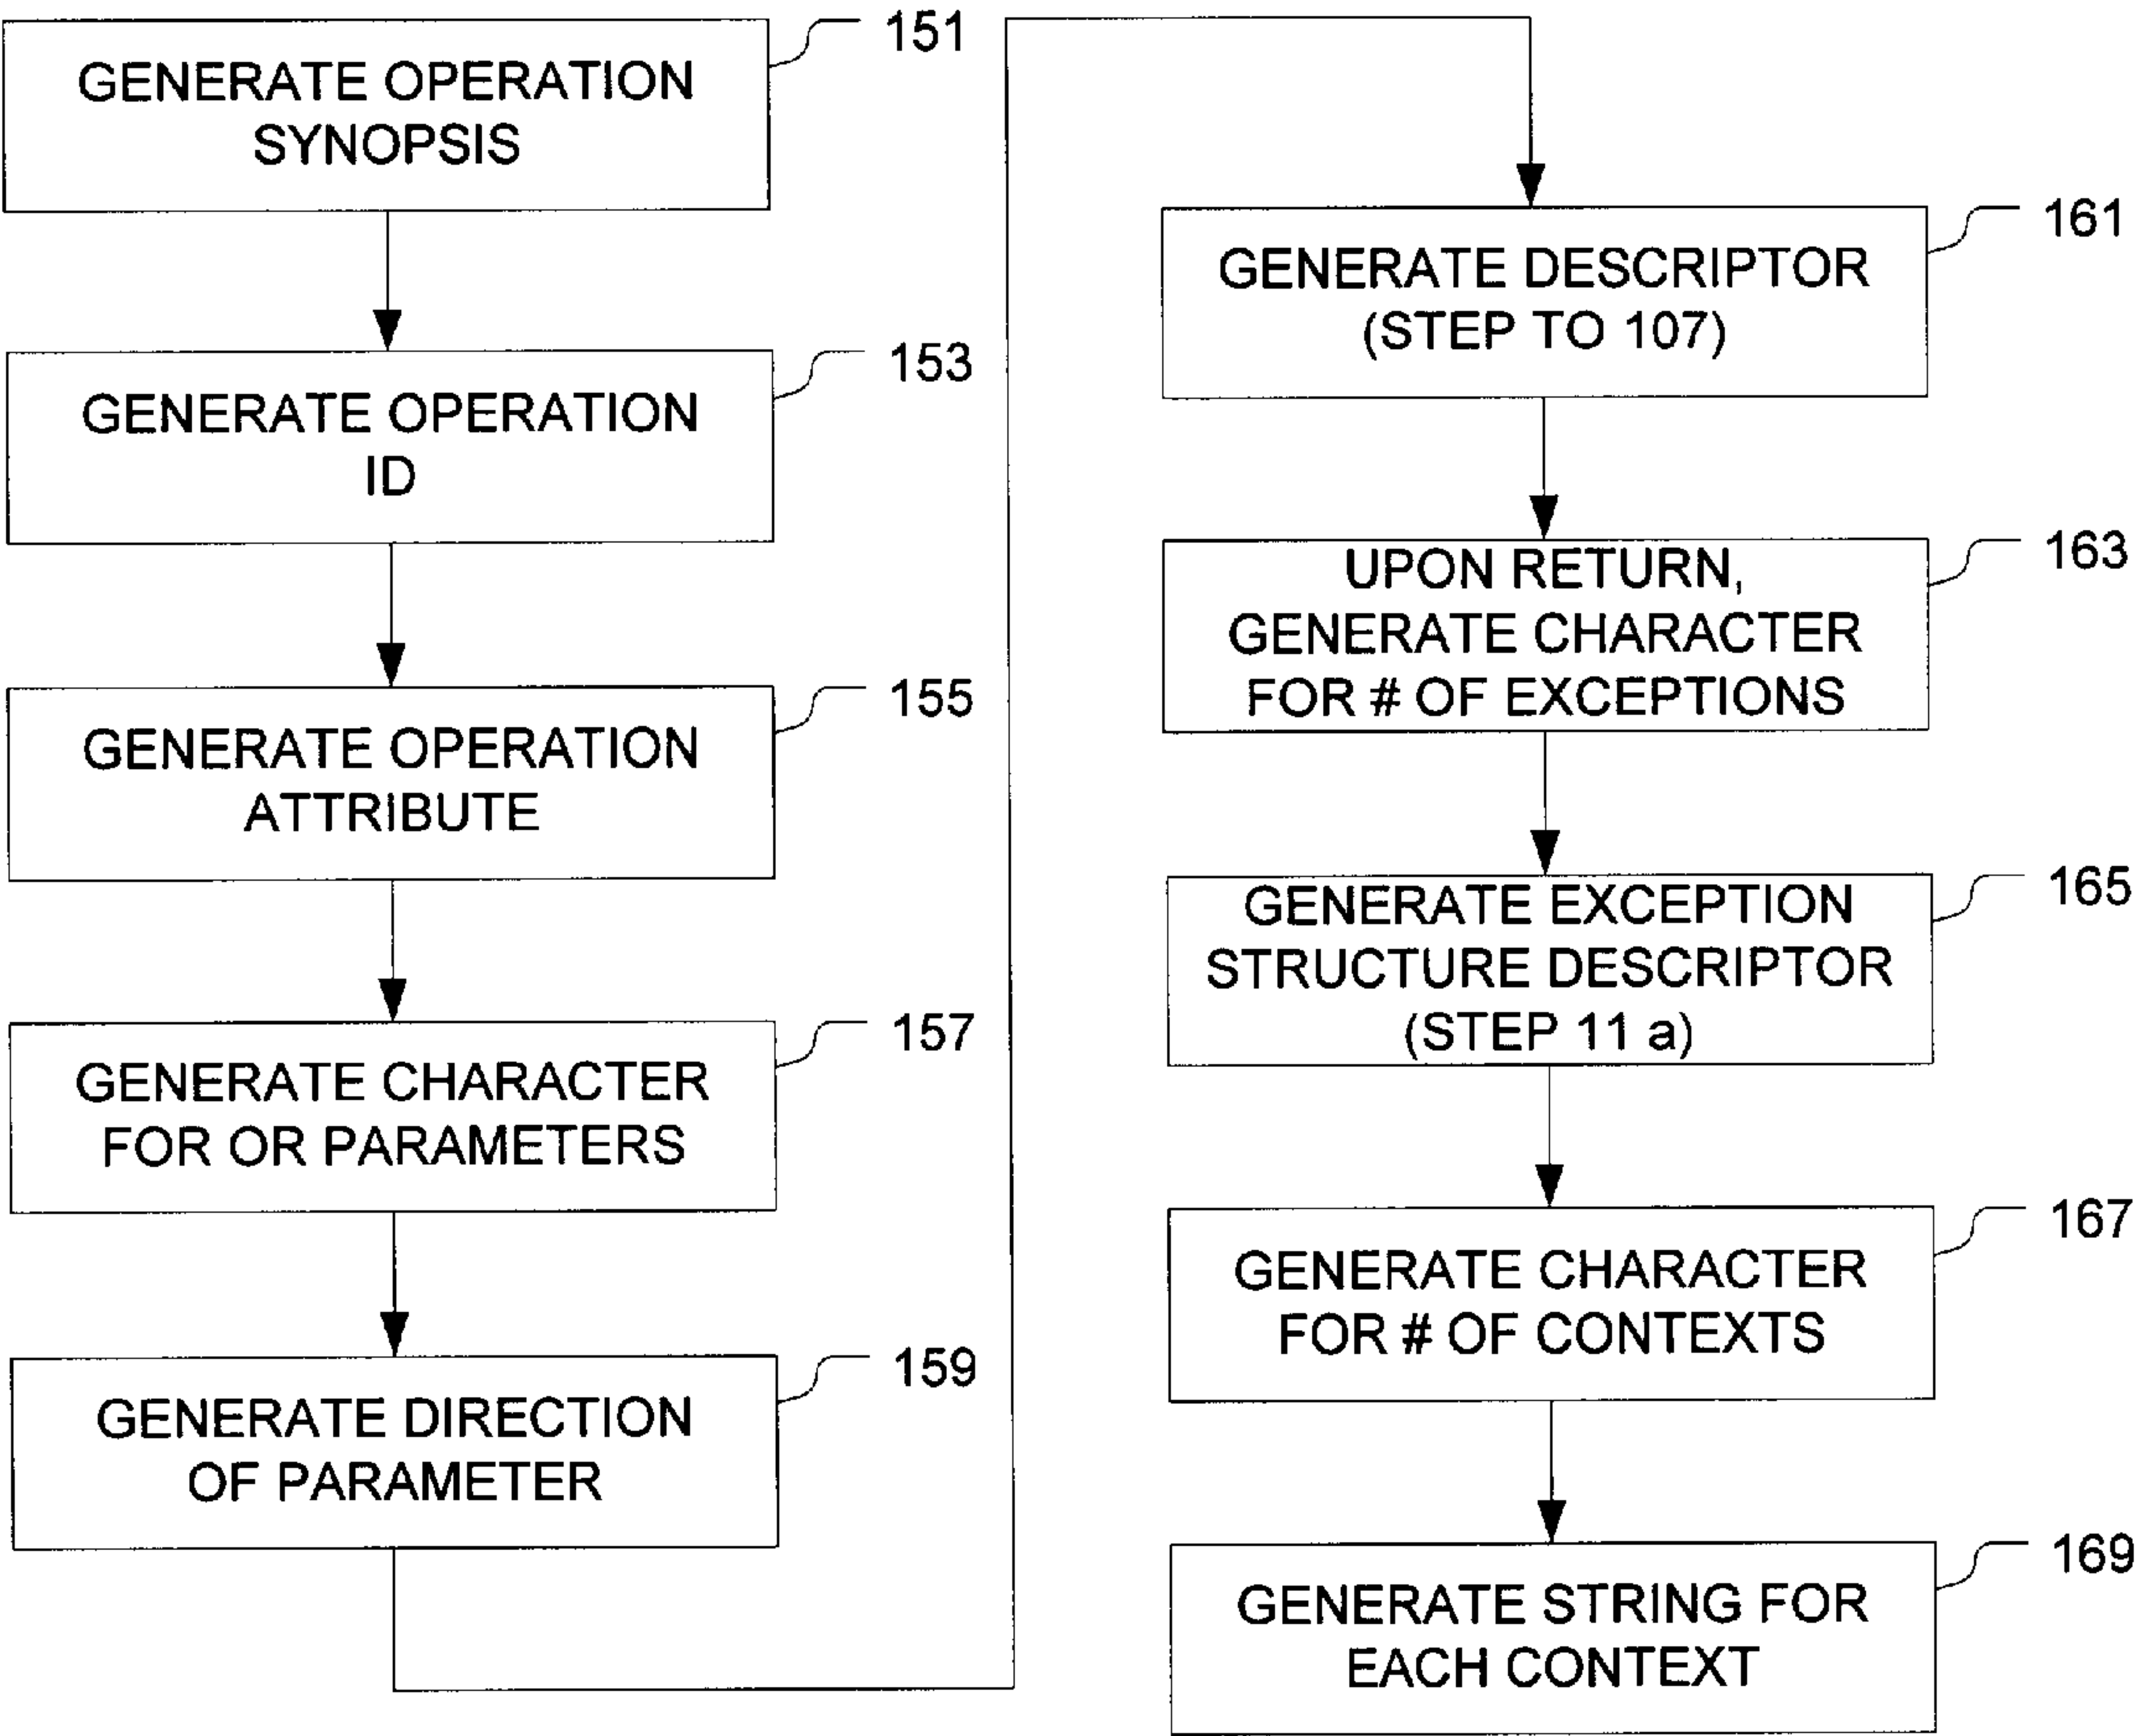 GENERATE OPERATION
SYNOPSIS
151
GENERATE OPERATION
ID
153
GENERATE OPERATION
ATTRIBUTE
155
GENERATE CHARACTER
FOR OR PARAMETERS
157
GENERATE DIRECTION
OF PARAMETER
159
GENERATE DESCRIPTOR
(STEP TO 107)
161
UPON RETURN,
GENERATE CHARACTER
FOR # OF EXCEPTIONS
163
GENERATE EXCEPTION
STRUCTURE DESCRIPTOR
(STEP 11 a)
165
GENERATE CHARACTER
FOR # OF CONTEXTS
167
GENERATE STRING FOR
EACH CONTEXT
169